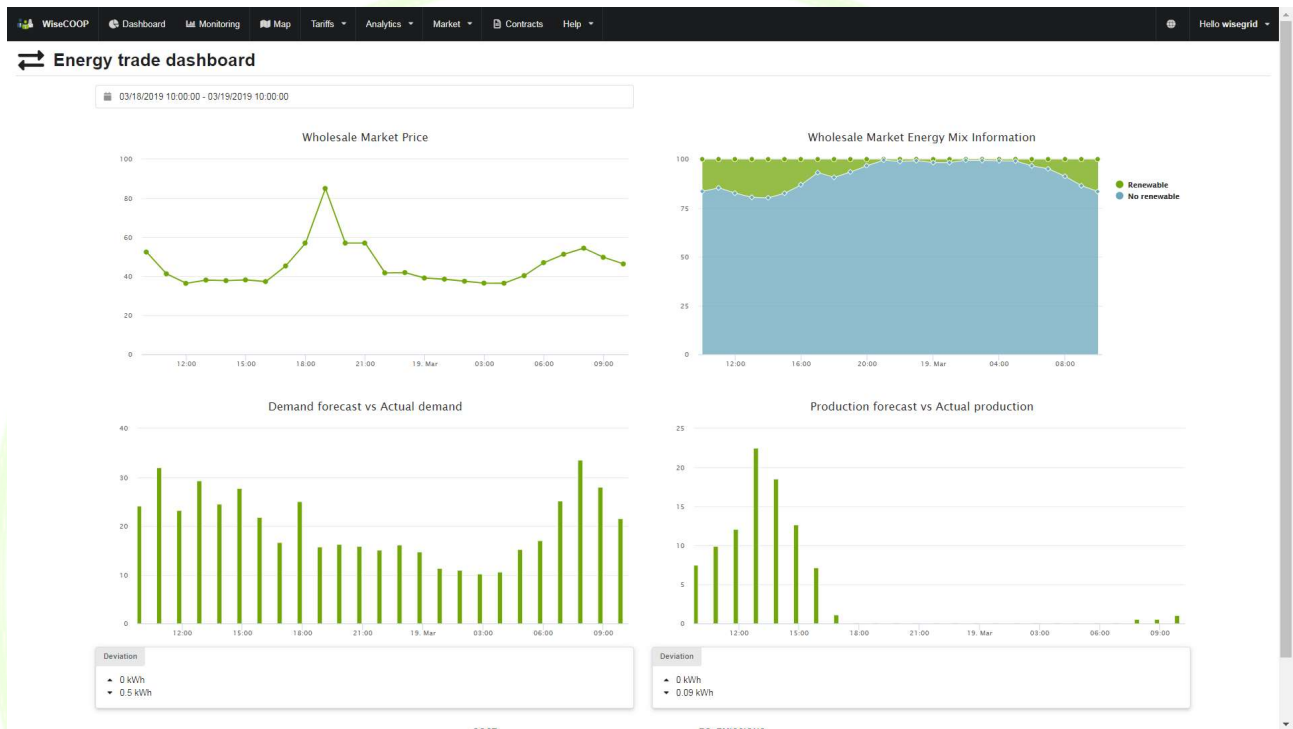 WiseCOOP Dashboard Monitoring Map Tariffs Analytics Market Contracts Help Hello wisegrid
Energy trade dashboard
03/18/2019 10:00:00 - 03/19/2019 10:00:00
Wholesale Market Price
100
80
60
40
20
0
12:00 15:00 18:00 21:00 19. Mar 03:00 06:00 09:00
Wholesale Market Energy Mix Information
100
75
50
25
0
12:00 16:00 20:00 19. Mar 04:00 08:00
Renewable
No renewable
Demand forecast vs Actual demand
40
30
20
10
0
12:00 15:00 18:00 21:00 19. Mar 03:00 06:00 09:00
Production forecast vs Actual production
25
20
15
10
5
0
12:00 15:00 18:00 21:00 19. Mar 03:00 06:00 09:00
Deviation
0 kWh
0.5 kWh
Deviation
0 kWh
0.09 kWh